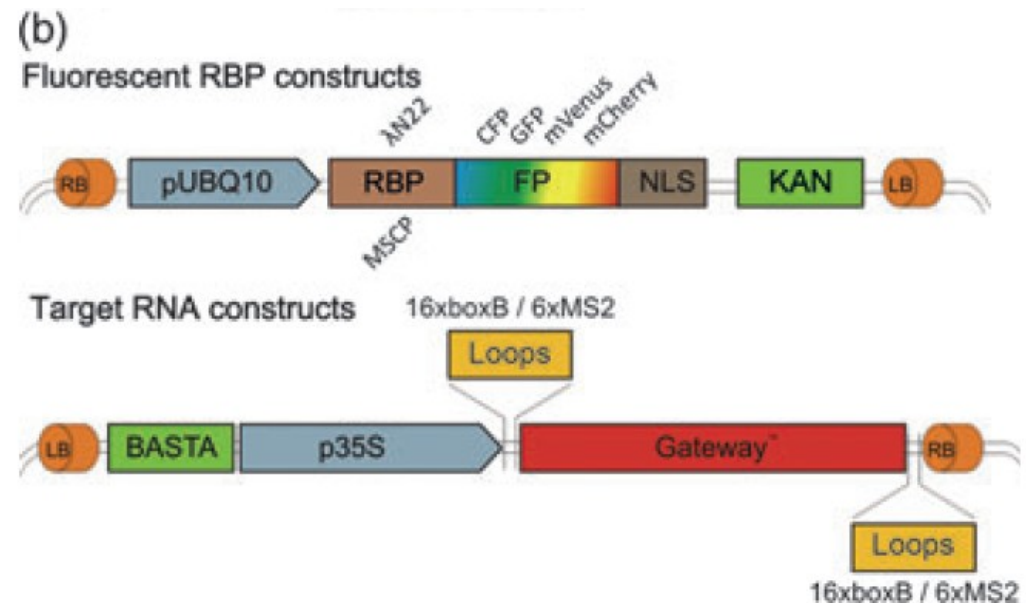 (b)
Fluorescent RBP constructs
λN22
CFP
GFP
mVenus
mCherry
RB
pUBQ10
RBP
FP
NLS
KAN
LB
MSCP
Target RNA constructs
16xboxB / 6xMS2
Loops
LB
BASTA
p35S
Gateway™
RB
Loops
16xboxB / 6xMS2